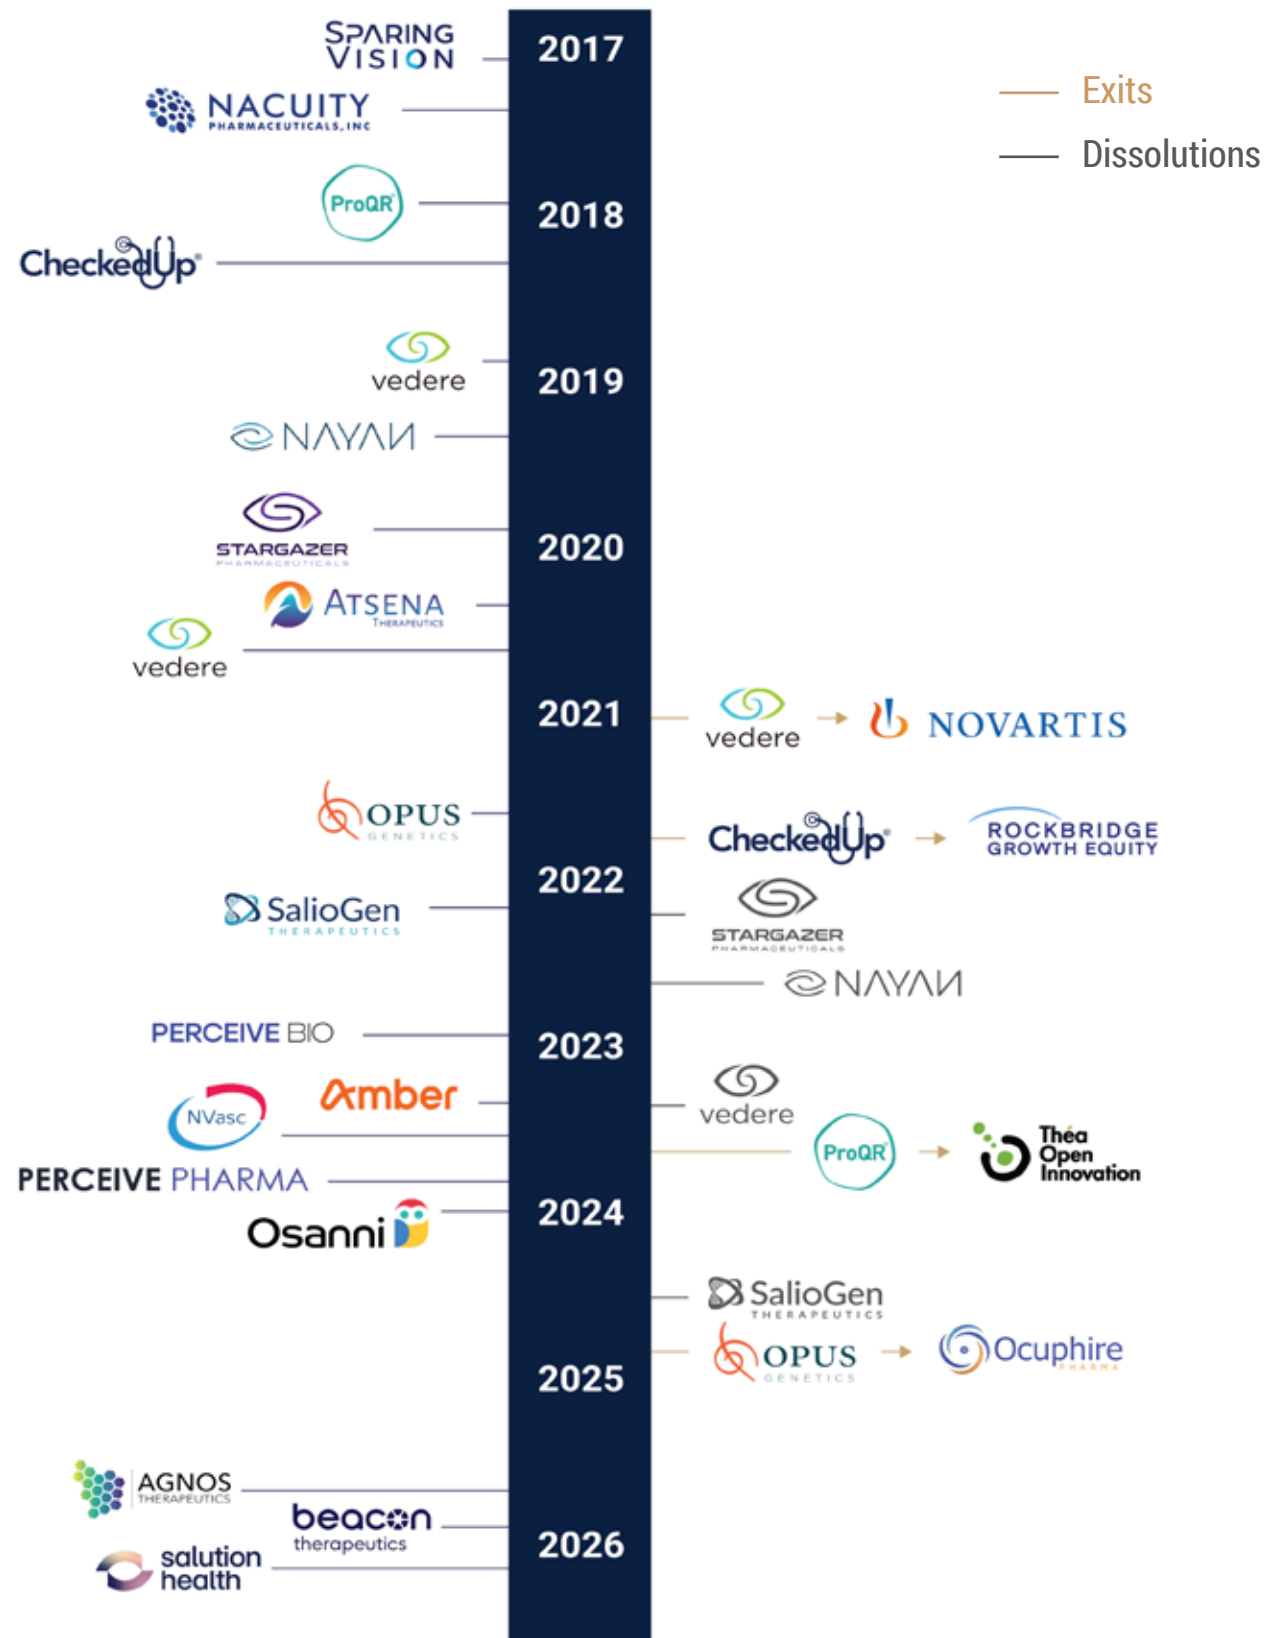 SPARING
VISION
2017
Exits
NACUITY
PHARMACEUTICALS, INC
Dissolutions
ProQR
2018
CheckedUp
vedere
2019
NAYAN
STARGAZER
PHARMACEUTICALS
2020
ATSENA
THERAPEUTICS
vedere
2021
vedere
NOVARTIS
OPUS
GENETICS
CheckedUp
ROCKBRIDGE
GROWTH EQUITY
2022
SalioGen
THERAPEUTICS
STARGAZER
PHARMACEUTICALS
NAYAN
PERCEIVE BIO
2023
Amber
NVasc
vedere
ProQR
Théa
Open
Innovation
PERCEIVE PHARMA
2024
Osanni
SalioGen
THERAPEUTICS
OPUS
GENETICS
Ocuphire
PHARMA
2025
AGNOS
THERAPEUTICS
beacon
therapeutics
2026
salution
health